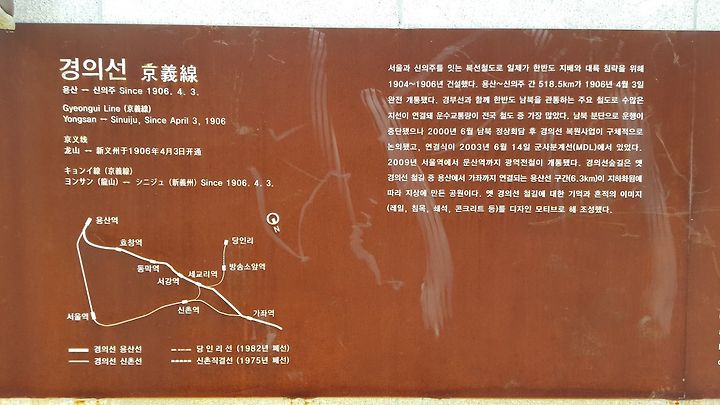 경의선 京義線
용산 ↔ 신의주 Since 1906. 4. 3.
Gyeongui Line (京義線)
Yongsan ↔ Sinuiju, Since April 3, 1906
京义线
龙山 ↔ 新义州于1906年4月3日开通
キョンイ線 (京義線)
ヨンサン (龍山) ↔ シニジュ (新義州) Since 1906. 4. 3.
서울과 신의주를 잇는 복선철도로 일제가 한반도 지배와 대륙 침략을 위해
1904~1906년 건설했다. 용산~신의주 간 518.5km가 1906년 4월 3일
완전 개통됐다. 경부선과 함께 한반도 남북을 관통하는 주요 철도로 수많은
지선이 연결돼 운수교통량이 전국 철도 중 가장 많았다. 남북 분단으로 운행이
중단됐으나 2000년 6월 남북 정상회담 후 경의선 복원사업이 구체적으로
논의됐고, 연결식이 2003년 6월 14일 군사분계선(MDL)에서 있었다.
2009년 서울역에서 문산역까지 광역전철이 개통됐다. 경의선숲길은 옛
경의선 철길 중 용산에서 가좌까지 연결되는 용산선 구간(6.3km)이 지하화됨에
따라 지상에 만든 공원이다. 옛 경의선 철길에 대한 기억과 흔적의 이미지
(레일, 침목, 쇄석, 콘크리트 등)를 디자인 모티브로 해 조성했다.
N
용산역
효창역
당인리
동막역
방송소앞역
세교리역
서강역
서울역
신촌역
가좌역
경의선 용산선
당인리선 (1982년 폐선)
경의선 신촌선
신촌직결선 (1975년 폐선)